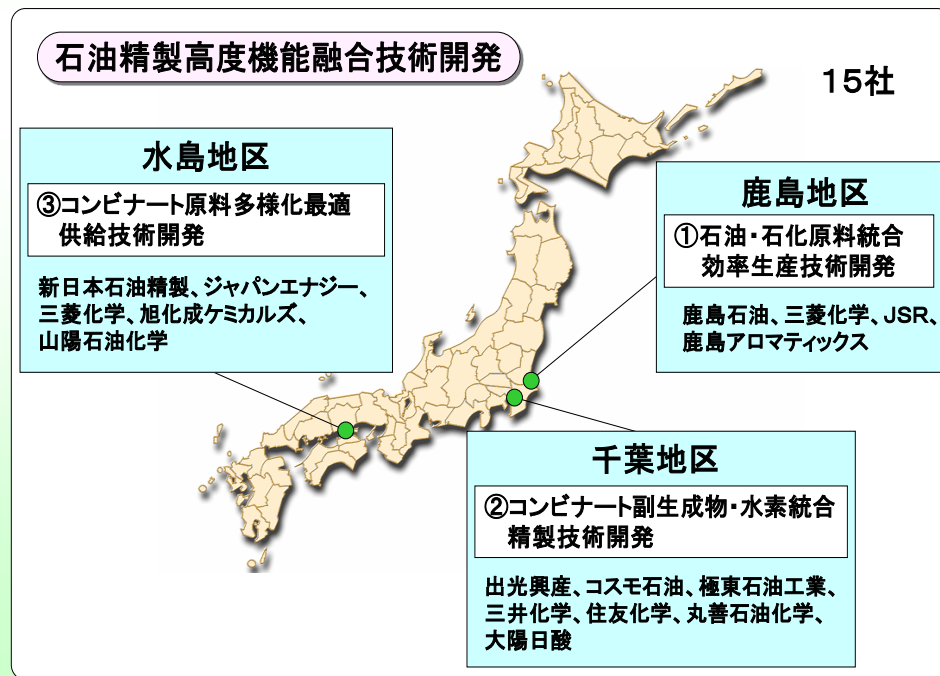 石油精製高度機能融合技術開発
15社
水島地区
③コンビナート原料多様化最適
供給技術開発
新日本石油精製、ジャパンエナジー、
三菱化学、旭化成ケミカルズ、
山陽石油化学
鹿島地区
①石油・石化原料統合
効率生産技術開発
鹿島石油、三菱化学、JSR、
鹿島アロマティックス
千葉地区
②コンビナート副生成物・水素統合
精製技術開発
出光興産、コスモ石油、極東石油工業、
三井化学、住友化学、丸善石油化学、
大陽日酸